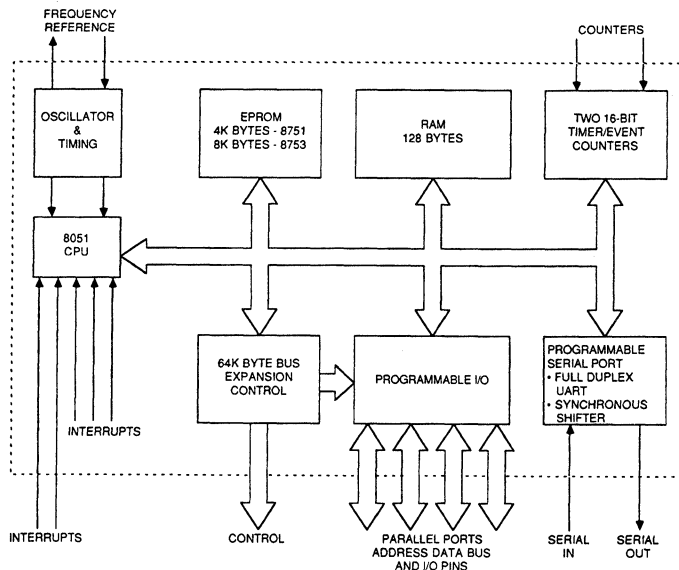 FREQUENCY
REFERENCE
COUNTERS
OSCILLATOR
&
TIMING
EPROM
4K BYTES - 8751
8K BYTES - 8753
RAM
128 BYTES
TWO 16-BIT
TIMER/EVENT
COUNTERS
8051
CPU
64K BYTE BUS
EXPANSION
CONTROL
PROGRAMMABLE I/O
PROGRAMMABLE
SERIAL PORT
• FULL DUPLEX
UART
• SYNCHRONOUS
SHIFTER
INTERRUPTS
INTERRUPTS
CONTROL
PARALLEL PORTS
ADDRESS DATA BUS
AND I/O PINS
SERIAL
IN
SERIAL
OUT